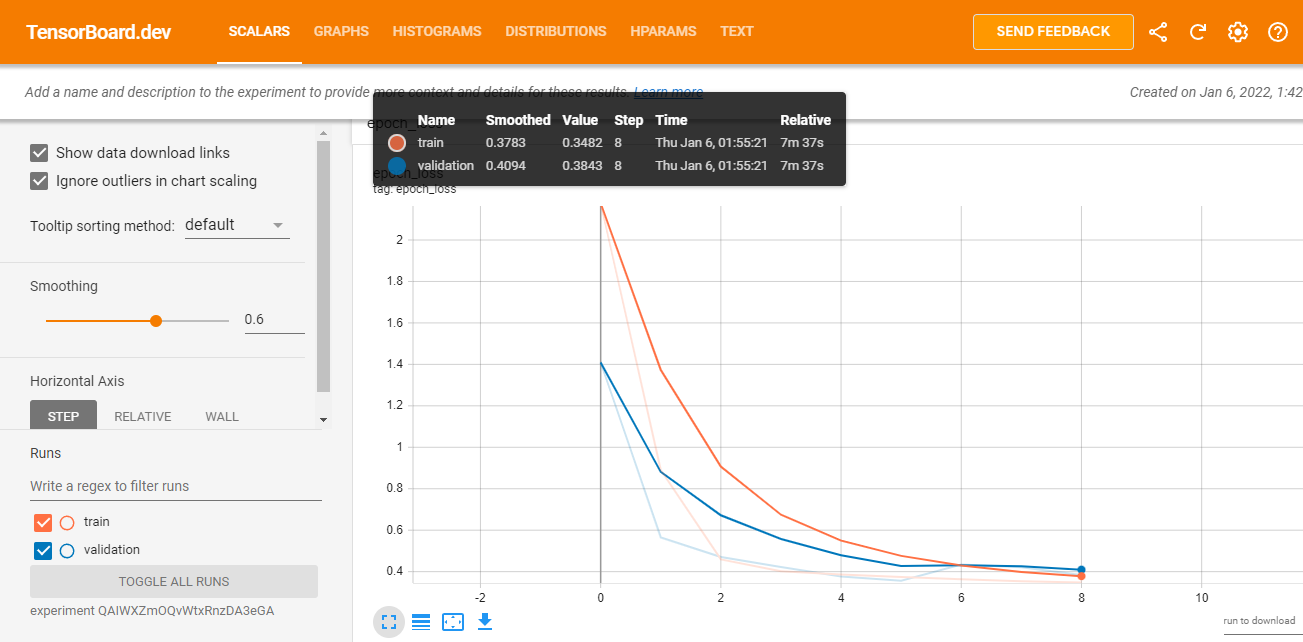 TensorBoard.dev SCALARS GRAPHS HISTOGRAMS DISTRIBUTIONS HPARAMS TEXT SEND FEEDBACK
Add a name and description to the experiment to provide more context and details for these results. Learn more Created on Jan 6, 2022, 1:42
epoch_loss
Name Smoothed Value Step Time Relative
train 0.3783 0.3482 8 Thu Jan 6, 01:55:21 7m 37s
validation 0.4094 0.3843 8 Thu Jan 6, 01:55:21 7m 37s
epoch_loss
tag: epoch_loss
Show data download links
Ignore outliers in chart scaling
Tooltip sorting method: default
Smoothing
0.6
Horizontal Axis
STEP RELATIVE WALL
Runs
Write a regex to filter runs
train
validation
TOGGLE ALL RUNS
experiment QAIWXZmOQvWtxRnzDA3eGA
2
1.8
1.6
1.4
1.2
1
0.8
0.6
0.4
-2 0 2 4 6 8 10
run to download